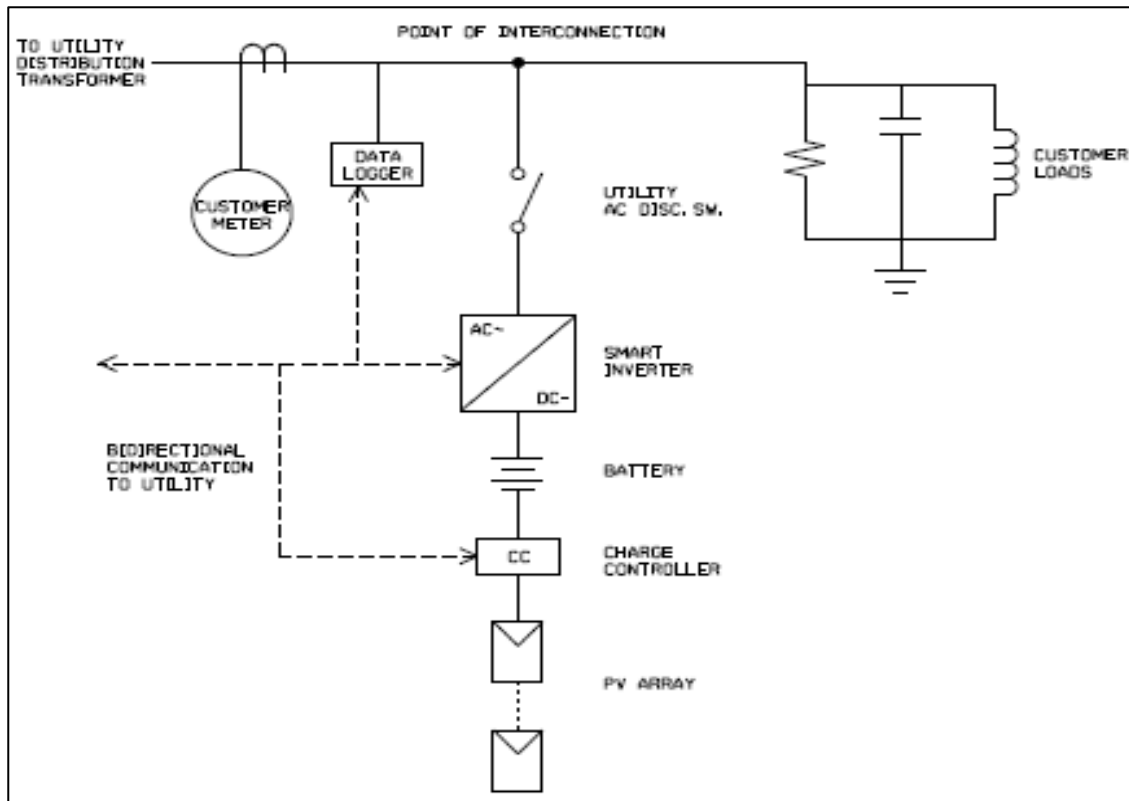 POINT OF INTERCONNECTION
TO UTILITY
DISTRIBUTION
TRANSFORMER
DATA
LOGGER
CUSTOMER
METER
CUSTOMER
LOADS
UTILITY
AC DISC. SW.
AC~
DC-
SMART
INVERTER
BIDIRECTIONAL
COMMUNICATION
TO UTILITY
BATTERY
CC
CHARGE
CONTROLLER
PV ARRAY